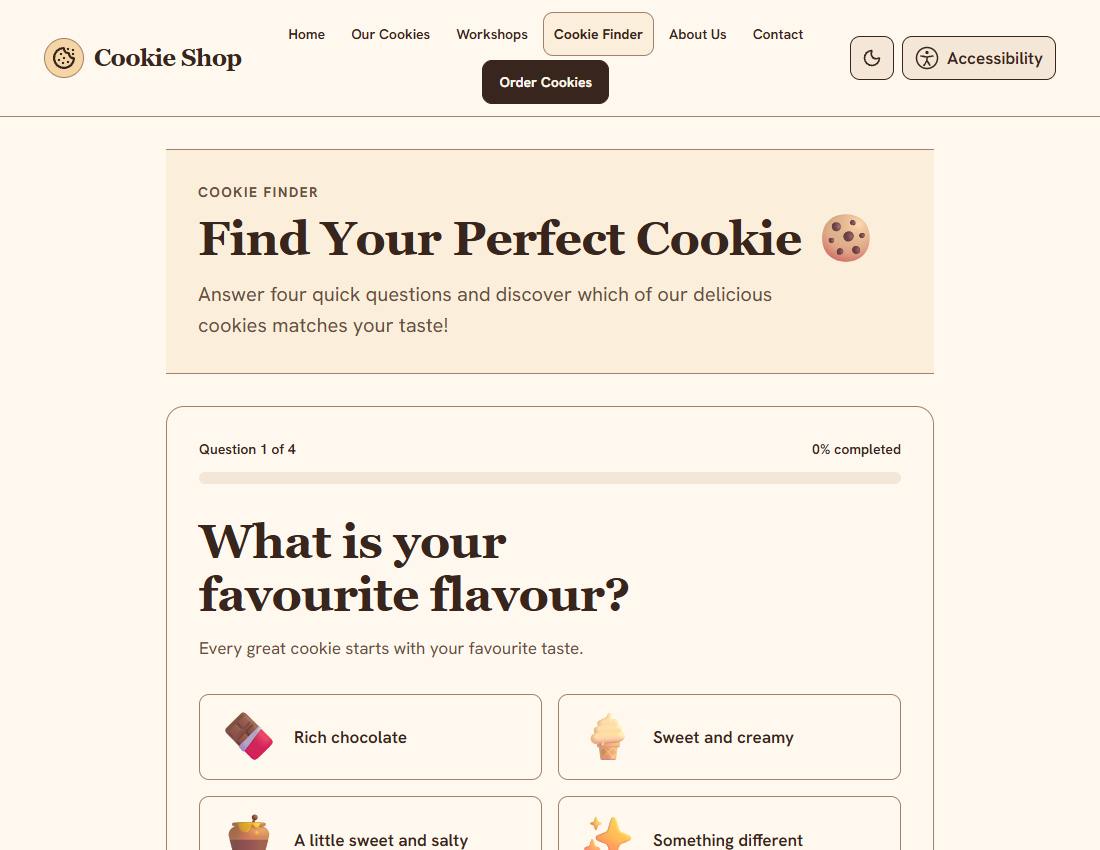 Cookie Shop
Home
Our Cookies
Workshops
Cookie Finder
About Us
Contact
Order Cookies
Accessibility
COOKIE FINDER
Find Your Perfect Cookie
Answer four quick questions and discover which of our delicious
cookies matches your taste!
Question 1 of 4
0% completed
What is your
favourite flavour?
Every great cookie starts with your favourite taste.
Rich chocolate
Sweet and creamy
A little sweet and salty
Something different